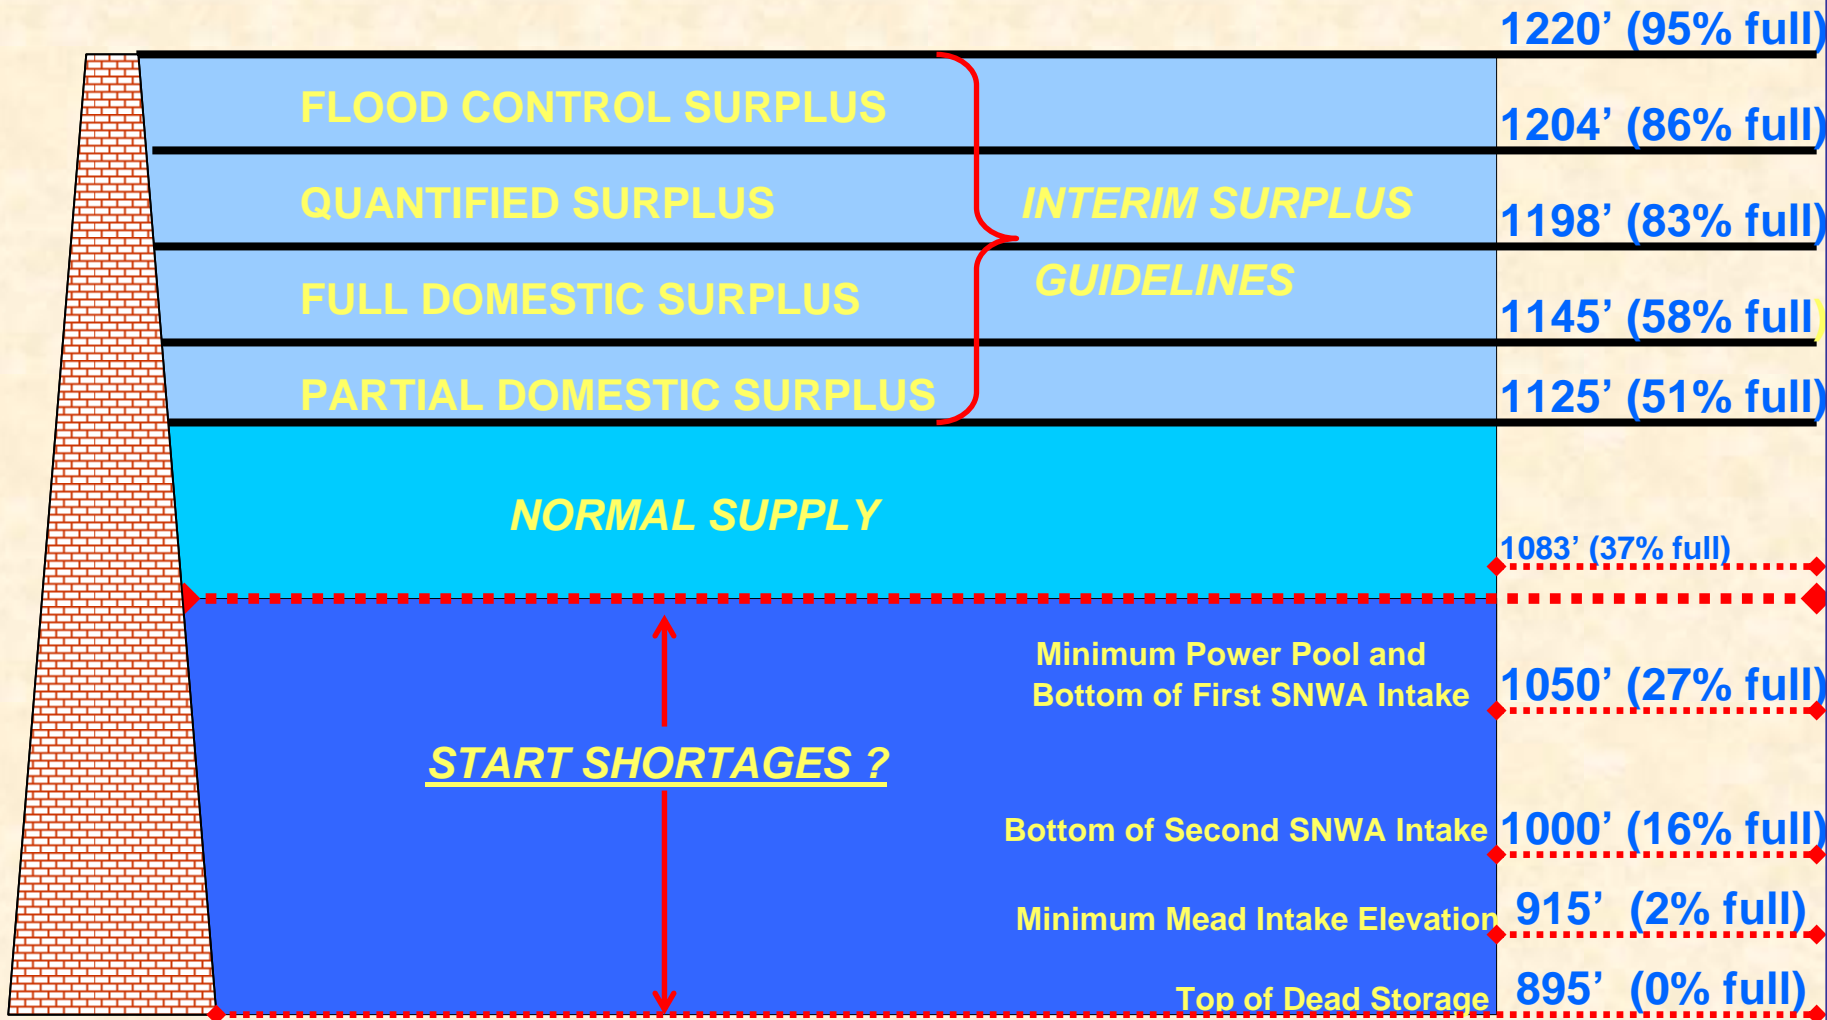 1220’ (95% full)
FLOOD CONTROL SURPLUS
1204’ (86% full)
QUANTIFIED SURPLUS
INTERIM SURPLUS
GUIDELINES
1198’ (83% full)
FULL DOMESTIC SURPLUS
1145’ (58% full)
PARTIAL DOMESTIC SURPLUS
1125’ (51% full)
NORMAL SUPPLY
1083’ (37% full)
Minimum Power Pool and
Bottom of First SNWA Intake
1050’ (27% full)
START SHORTAGES ?
Bottom of Second SNWA Intake
1000’ (16% full)
Minimum Mead Intake Elevation
915’ (2% full)
Top of Dead Storage
895’ (0% full)